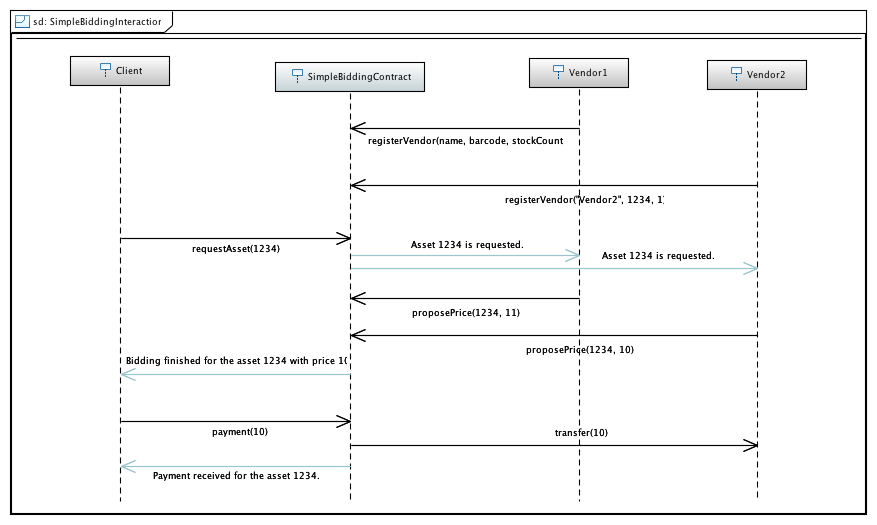 sd: SimpleBiddingInteraction
Client
SimpleBiddingContract
Vendor1
Vendor2
registerVendor(name, barcode, stockCount
registerVendor("Vendor2", 1234, 1
requestAsset(1234)
Asset 1234 is requested.
Asset 1234 is requested.
proposePrice(1234, 11)
proposePrice(1234, 10)
Bidding finished for the asset 1234 with price 10
payment(10)
transfer(10)
Payment received for the asset 1234.